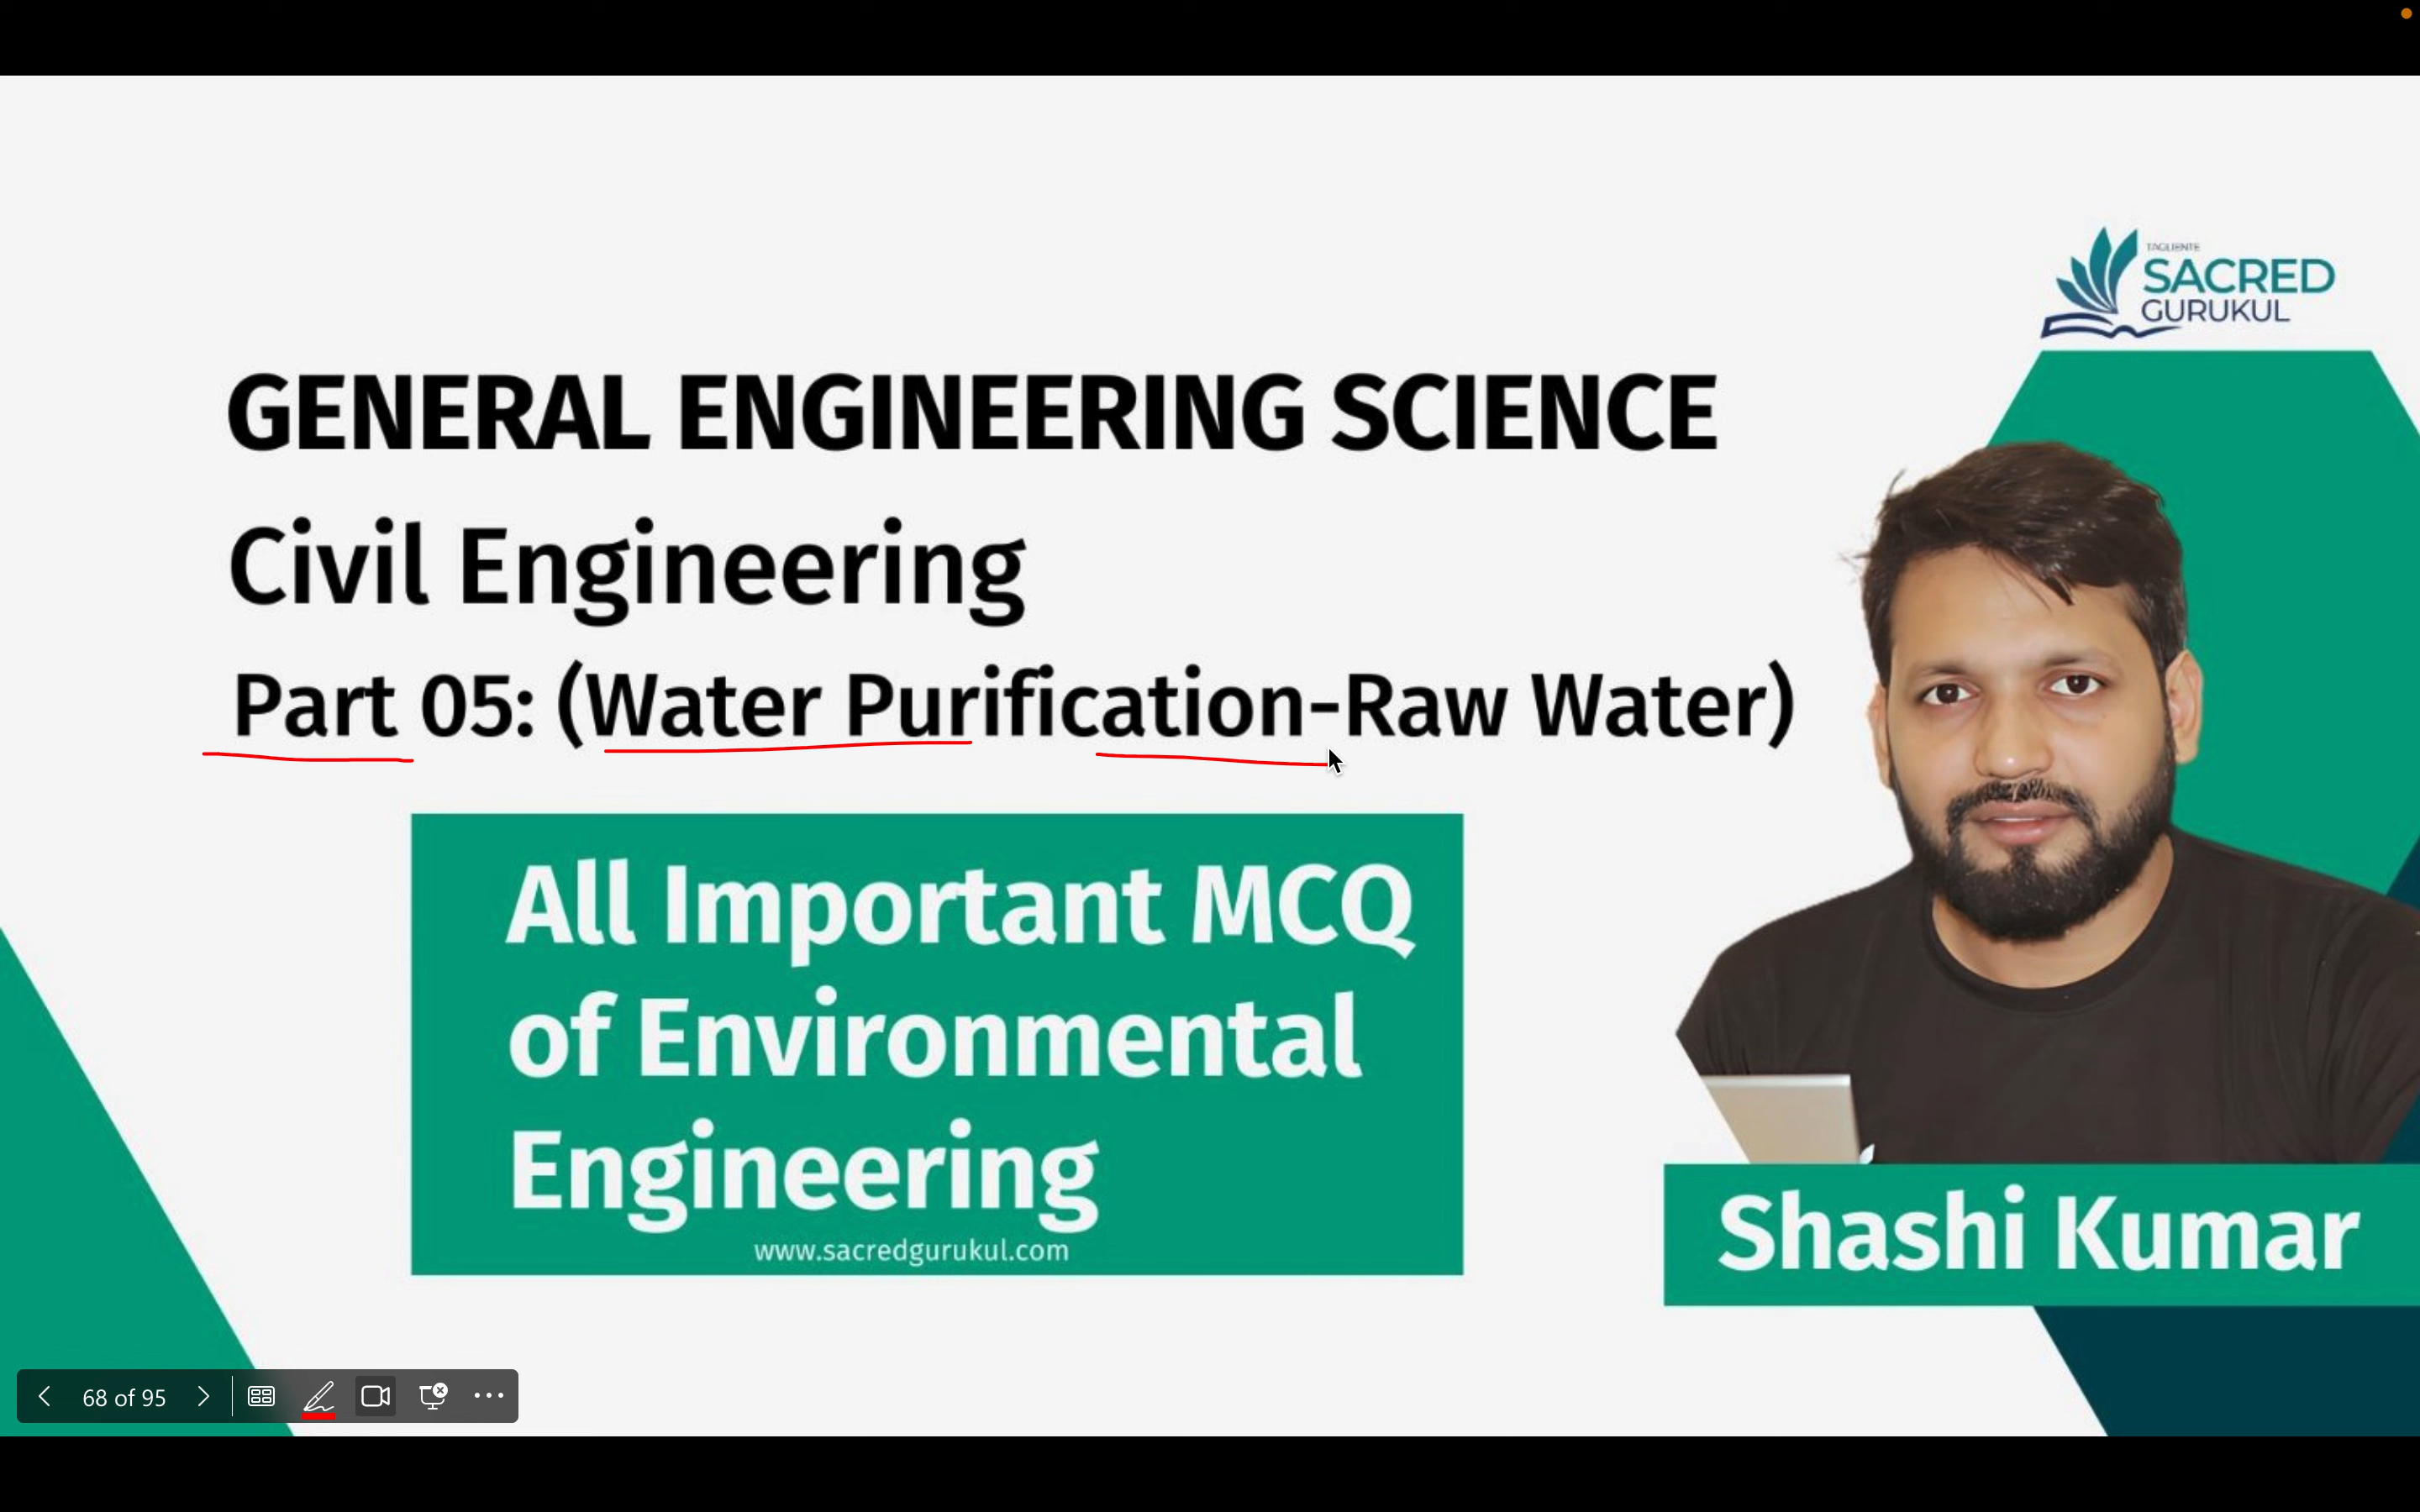 TAGLIENTE
SACRED
GURUKUL
GENERAL ENGINEERING SCIENCE
Civil Engineering
Part 05: (Water Purification-Raw Water)
All Important MCQ
of Environmental
Engineering
www.sacredgurukul.com
Shashi Kumar
68 of 95